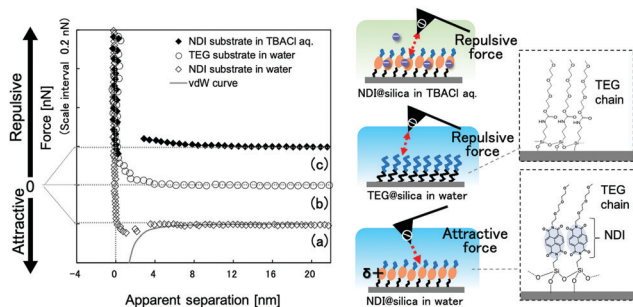 Repulsive
0
Attractive
Force [nN]
(Scale interval 0.2 nN)
NDI substrate in TBACl aq.
TEG substrate in water
NDI substrate in water
vdW curve
(c)
(b)
(a)
-4 0 4 8 12 16 20
Apparent separation [nm]
Repulsive
force
NDI@silica in TBACl aq.
Repulsive
force
TEG@silica in water
Attractive
force
δ+
NDI@silica in water
TEG
chain
TEG
chain
NDI